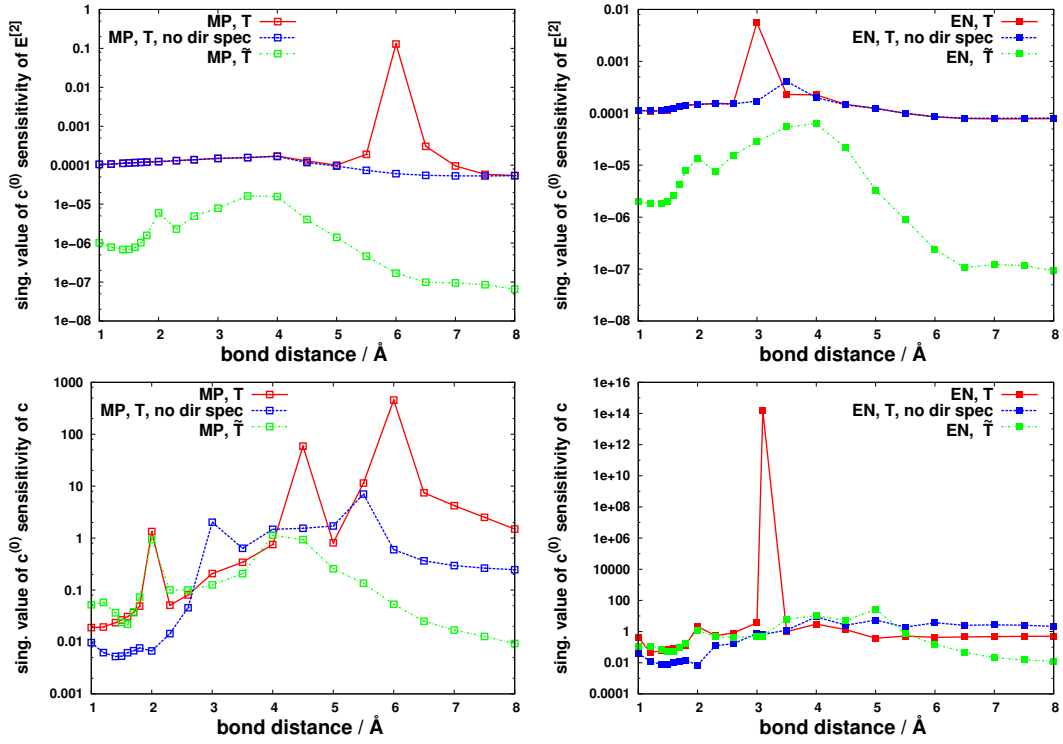 sing. value of c⁽⁰⁾ sensisitivity of E^[2]
1
0.1
0.01
0.001
0.0001
1e−05
1e−06
1e−07
1e−08
MP, T
MP, T, no dir spec
MP, T̃
1 2 3 4 5 6 7 8
bond distance / Å
sing. value of c⁽⁰⁾ sensisitivity of E^[2]
0.01
0.001
0.0001
1e−05
1e−06
1e−07
1e−08
EN, T
EN, T, no dir spec
EN, T̃
1 2 3 4 5 6 7 8
bond distance / Å
sing. value of c⁽⁰⁾ sensisitivity of c
1000
100
10
1
0.1
0.01
0.001
MP, T
MP, T, no dir spec
MP, T̃
1 2 3 4 5 6 7 8
bond distance / Å
sing. value of c⁽⁰⁾ sensisitivity of c
1e+16
1e+14
1e+12
1e+10
1e+08
1e+06
10000
100
1
0.01
0.0001
EN, T
EN, T, no dir spec
EN, T̃
1 2 3 4 5 6 7 8
bond distance / Å